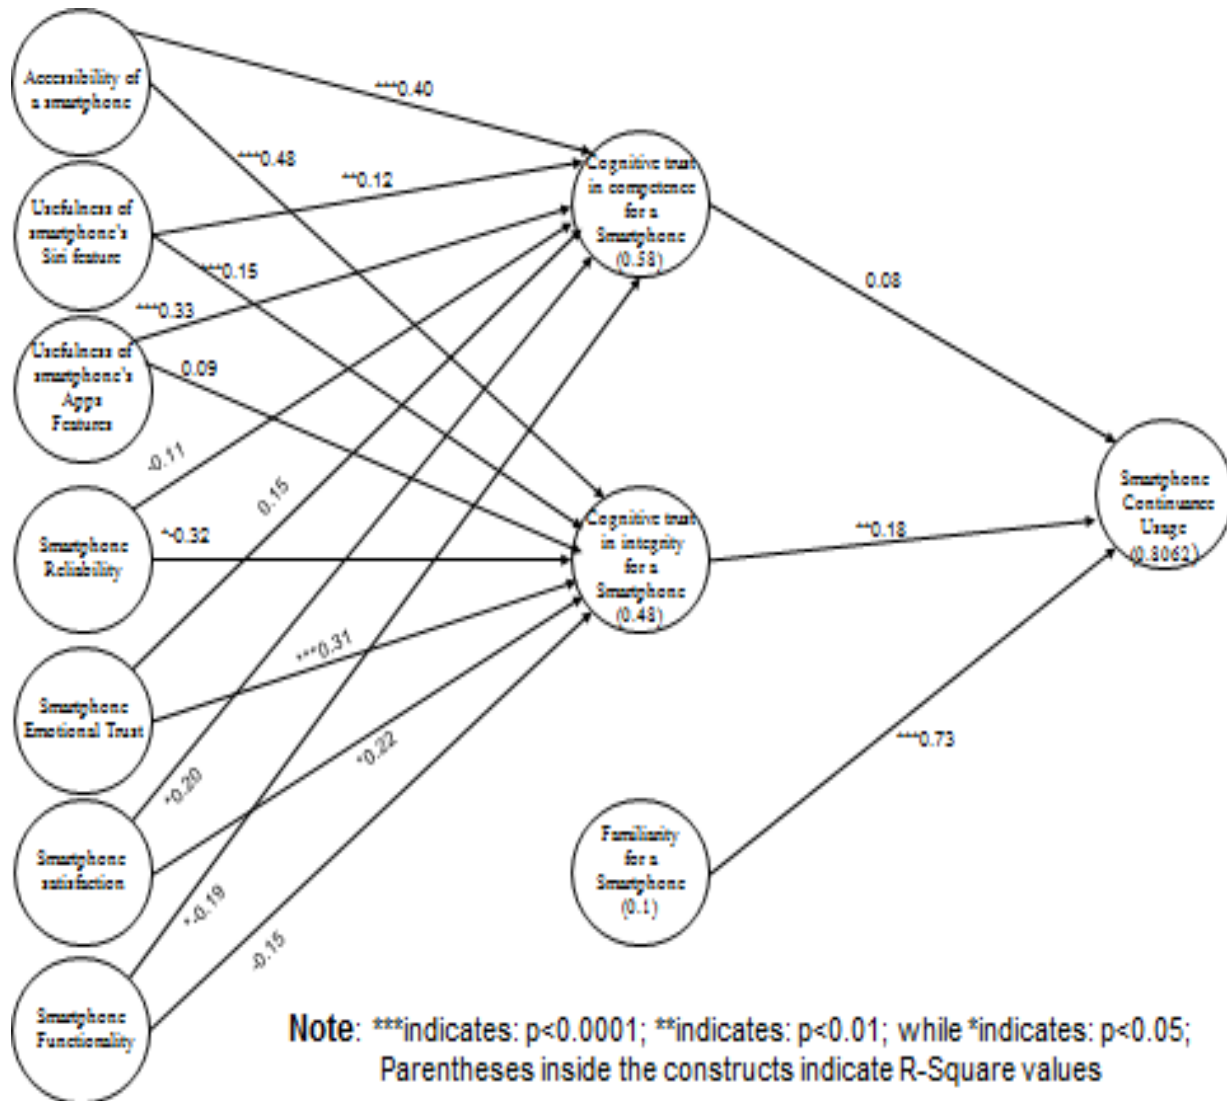 Accessibility of
a smartphone
***0.40
***0.48
Usefulness of
smartphone's
Siri feature
**0.12
***0.15
Usefulness of
smartphone's
Apps
Features
***0.33
0.09
Smartphone
Reliability
-0.11
*-0.32
Smartphone
Emotional Trust
0.15
***0.31
Smartphone
satisfaction
*0.20
*0.22
Smartphone
Functionality
*-0.19
-0.15
Cognitive trust
in competence
for a
Smartphone
(0.58)
0.08
Cognitive trust
in integrity
for a
Smartphone
(0.48)
**0.18
Familiarity
for a
Smartphone
(0.1)
***0.73
Smartphone
Continuance
Usage
(0.8062)
Note: ***indicates: p<0.0001; **indicates: p<0.01; while *indicates: p<0.05;
Parentheses inside the constructs indicate R-Square values